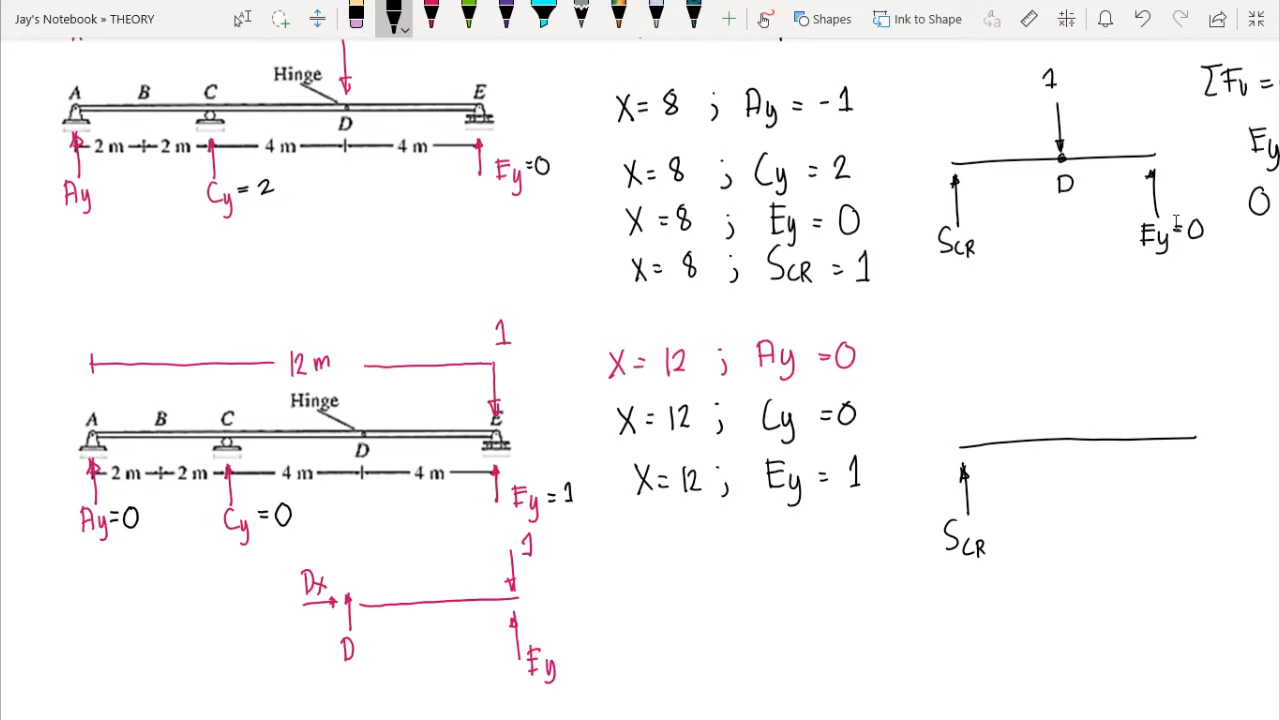 Jay's Notebook » THEORY
Shapes
Ink to Shape
Hinge
A B C E
D
2 m 2 m 4 m 4 m
Ay
Cy = 2
Ey=0
X= 8 ; Ay = -1
X= 8 ; Cy = 2
X = 8 ; Ey = 0
X= 8 ; SCR = 1
1
D
SCR
Ey=0
ΣFv =
Ey
0
1
12 m
Hinge
A B C E
D
2 m 2 m 4 m 4 m
Ay=0
Cy =0
Ey = 1
X= 12 ; Ay =0
X= 12 ; Cy =0
X= 12 ; Ey = 1
SCR
1
Dx
D
Ey